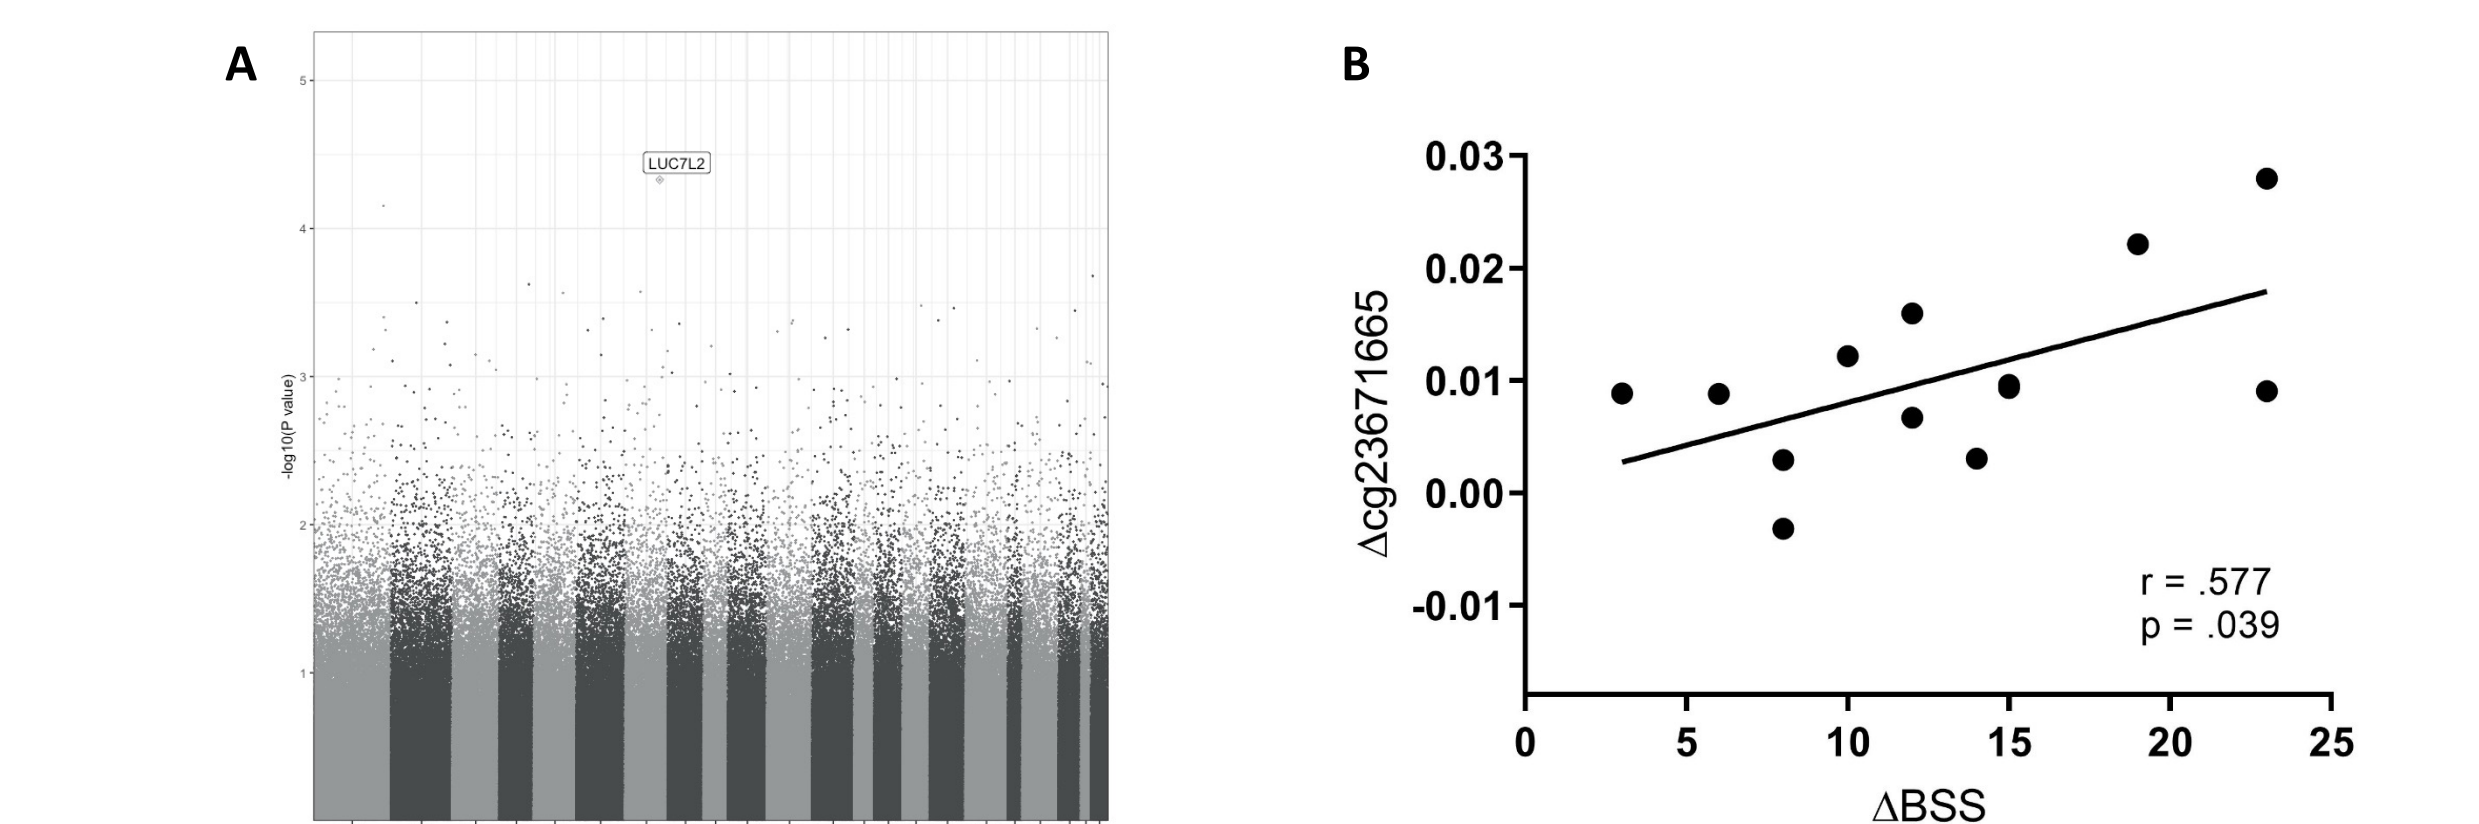 A
5
4
3
2
1
-log10(P value)
LUC7L2
B
0.03
0.02
0.01
0.00
-0.01
Δcg23671665
r = .577
p = .039
0 5 10 15 20 25
ΔBSS